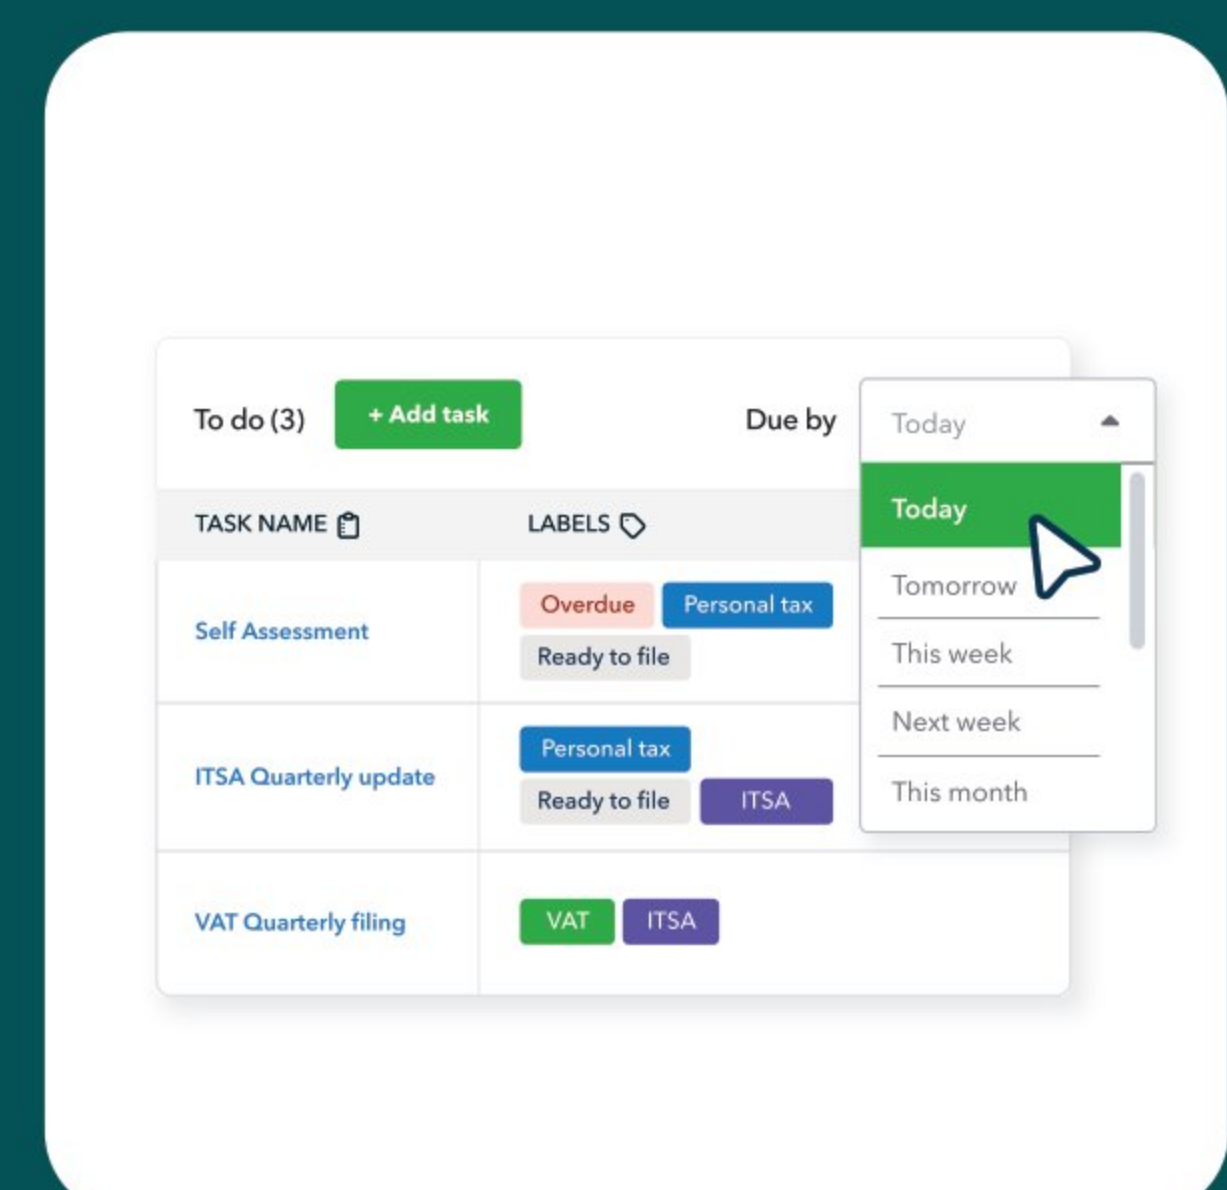 To do (3) + Add task Due by Today
Today
TASK NAME LABELS
Tomorrow
Self Assessment Overdue Personal tax
Ready to file
This week
Next week
ITSA Quarterly update Personal tax
Ready to file ITSA
This month
VAT Quarterly filing VAT ITSA